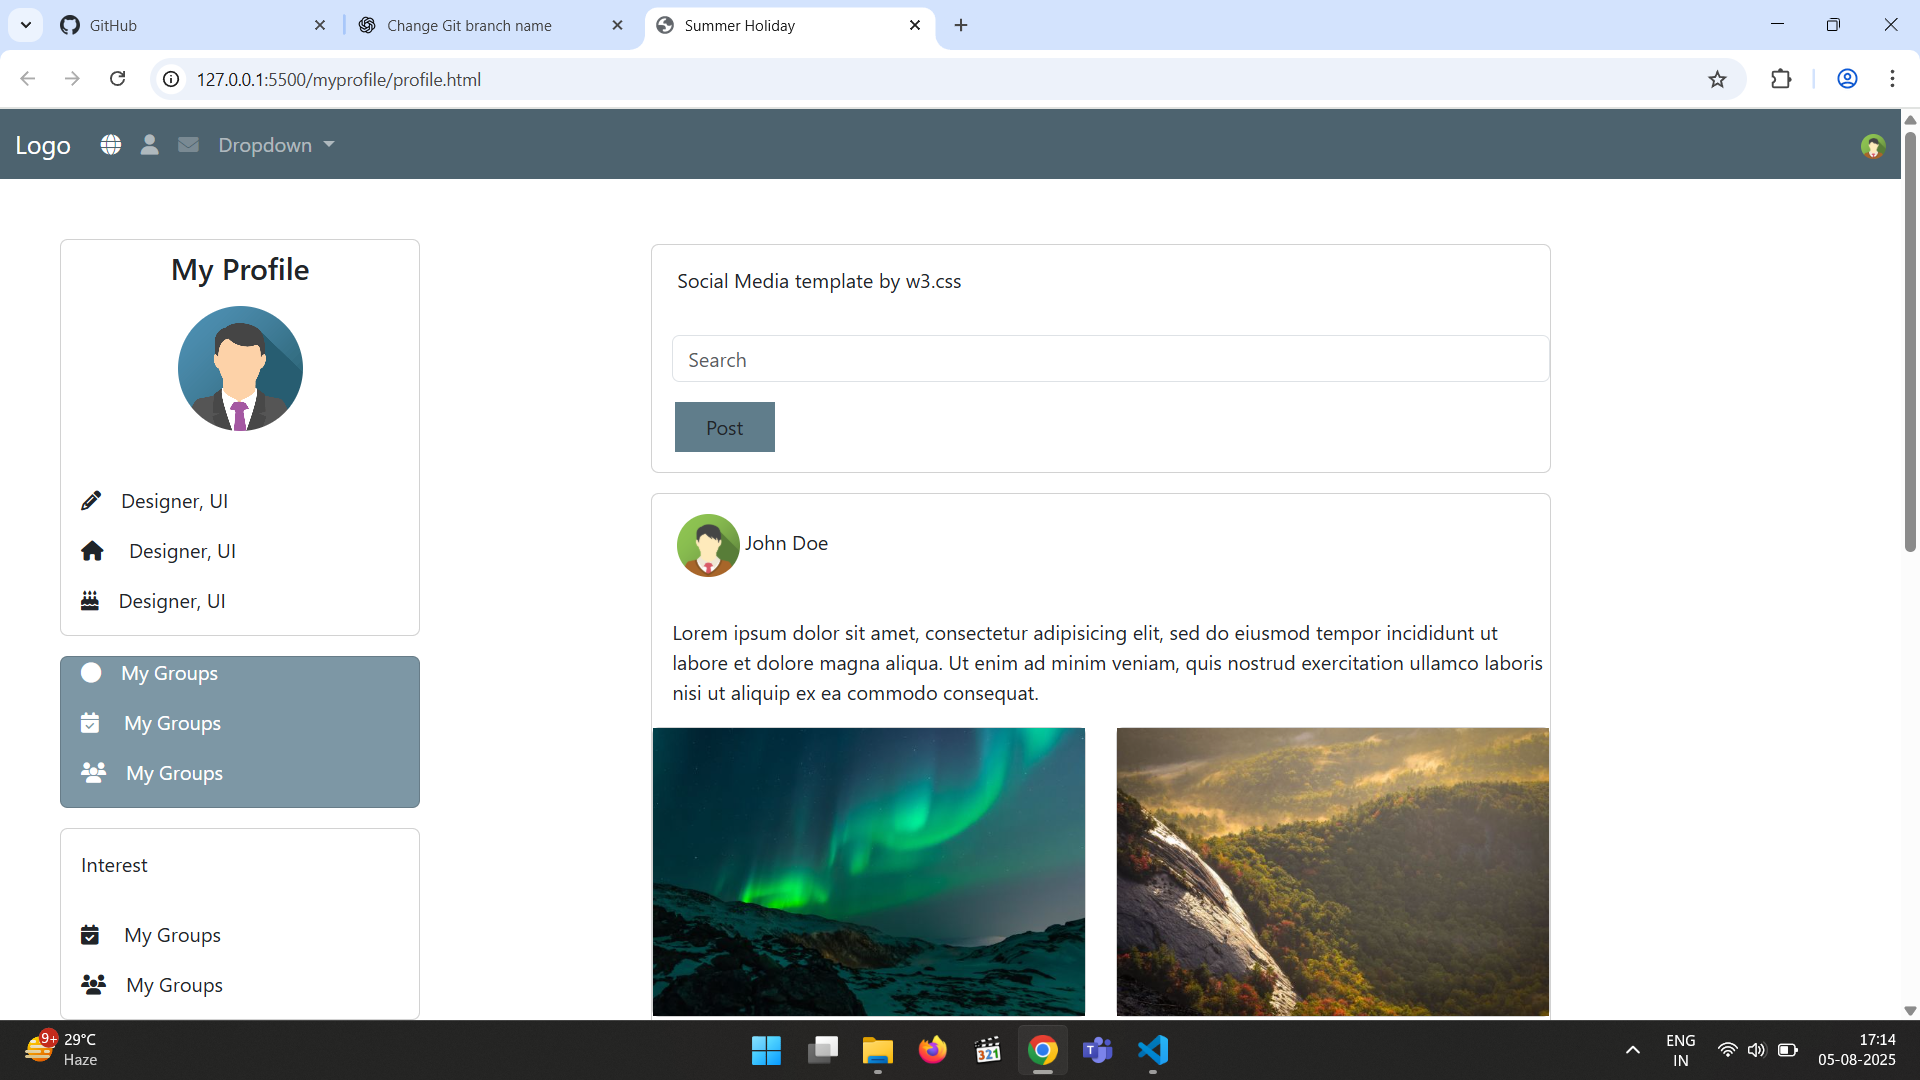 GitHub
Change Git branch name
Summer Holiday
127.0.0.1:5500/myprofile/profile.html
Logo
Dropdown
My Profile
Designer, UI
Designer, UI
Designer, UI
My Groups
My Groups
My Groups
Interest
My Groups
My Groups
Social Media template by w3.css
Search
Post
John Doe
Lorem ipsum dolor sit amet, consectetur adipisicing elit, sed do eiusmod tempor incididunt ut
labore et dolore magna aliqua. Ut enim ad minim veniam, quis nostrud exercitation ullamco laboris
nisi ut aliquip ex ea commodo consequat.
9+
29°C
Haze
321
T
ENG
IN
17:14
05-08-2025